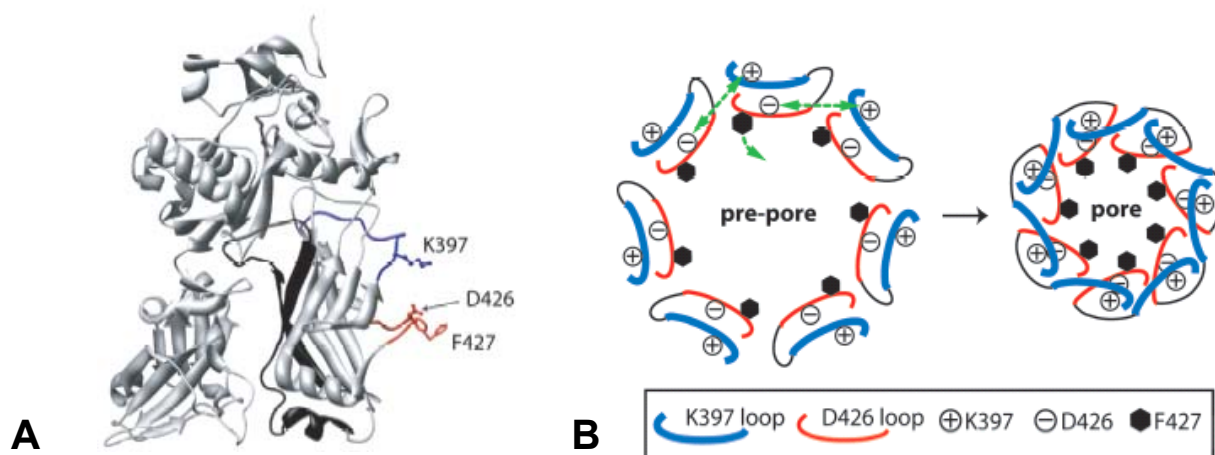 K397
D426
F427
A
pre-pore
pore
B
K397 loop D426 loop ⊕K397 ⊖D426 F427